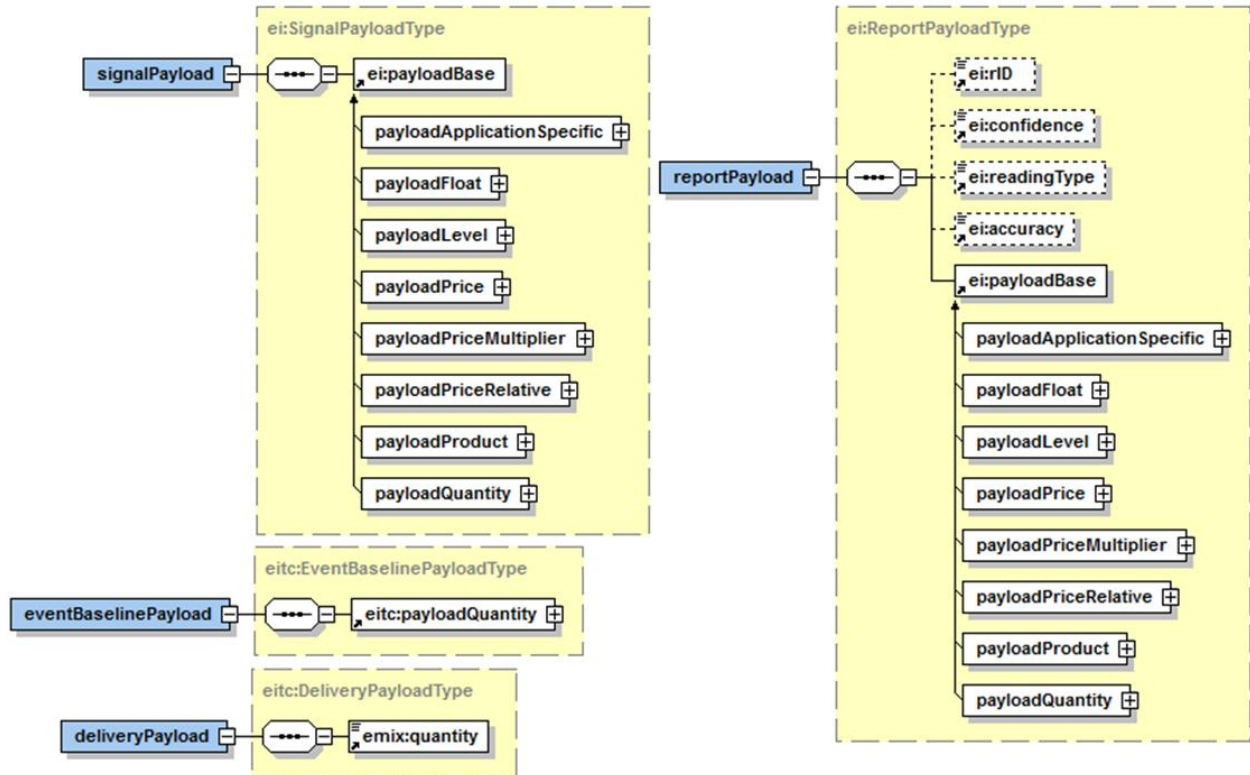 ei:SignalPayloadType
signalPayload
ei:payloadBase
payloadApplicationSpecific
payloadFloat
payloadLevel
payloadPrice
payloadPriceMultiplier
payloadPriceRelative
payloadProduct
payloadQuantity
eitc:EventBaselinePayloadType
eventBaselinePayload
eitc:payloadQuantity
eitc:DeliveryPayloadType
deliveryPayload
emix:quantity
ei:ReportPayloadType
ei:rID
ei:confidence
reportPayload
ei:readingType
ei:accuracy
ei:payloadBase
payloadApplicationSpecific
payloadFloat
payloadLevel
payloadPrice
payloadPriceMultiplier
payloadPriceRelative
payloadProduct
payloadQuantity